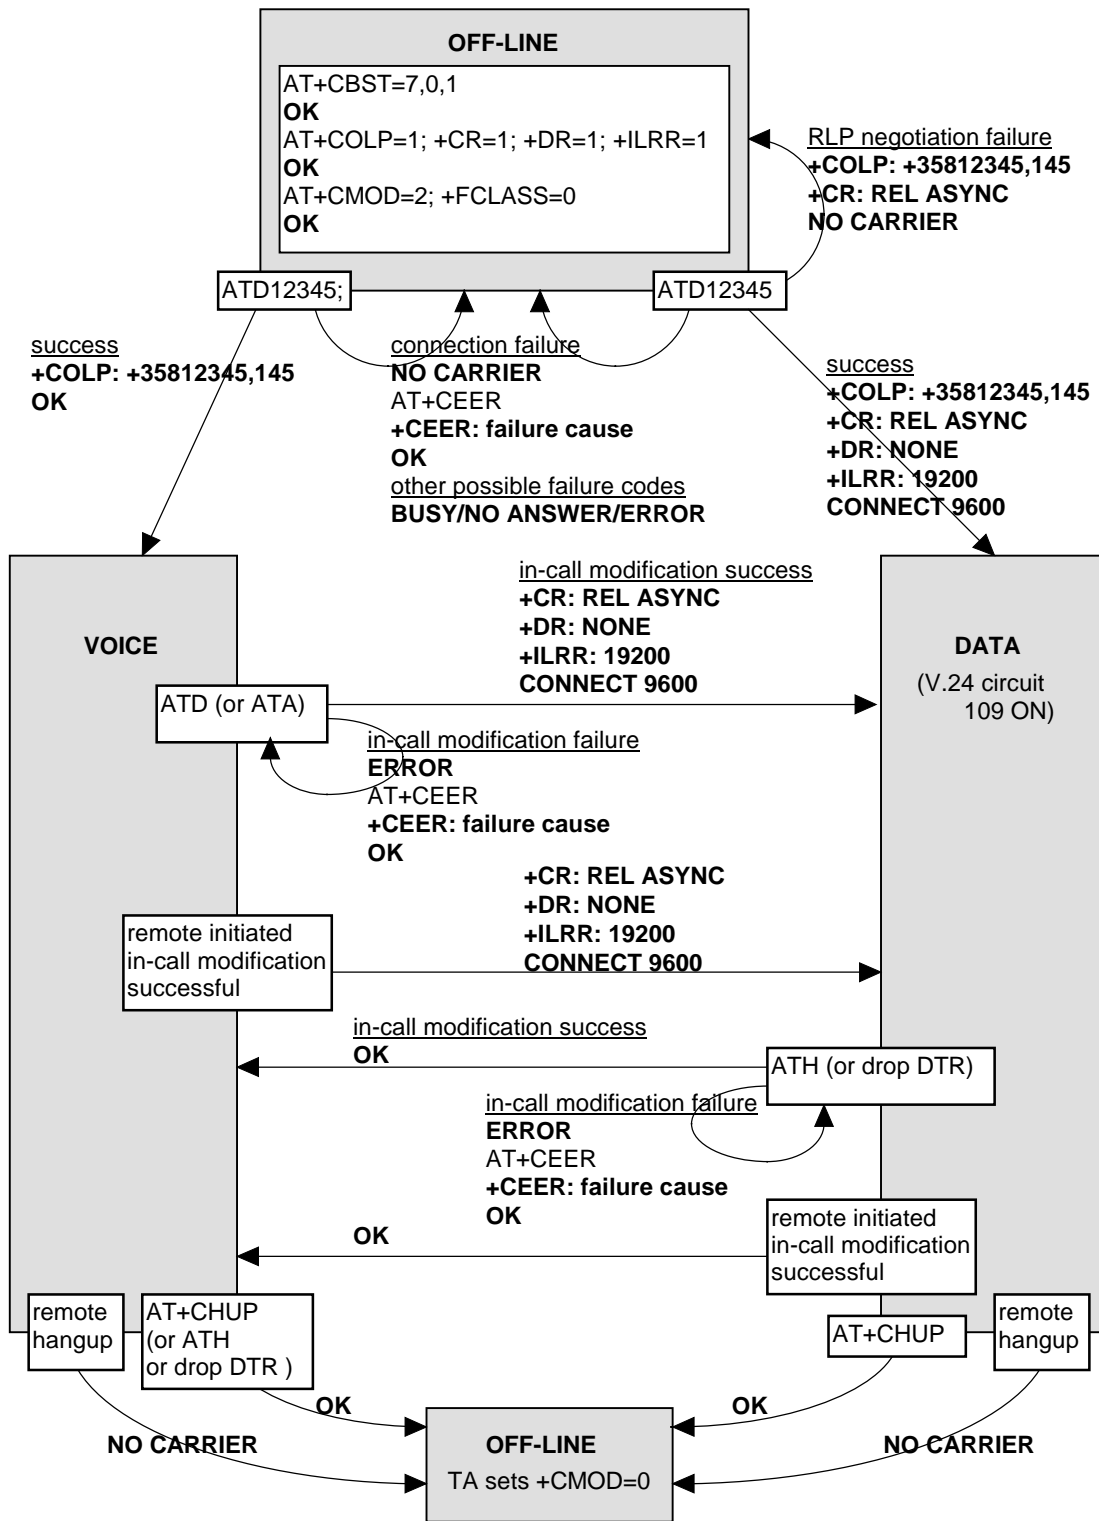 OFF-LINE
AT+CBST=7,0,1
OK
AT+COLP=1; +CR=1; +DR=1; +ILRR=1
OK
AT+CMOD=2; +FCLASS=0
OK
RLP negotiation failure
+COLP: +35812345,145
+CR: REL ASYNC
NO CARRIER
ATD12345;
ATD12345
success
+COLP: +35812345,145
OK
connection failure
NO CARRIER
AT+CEER
+CEER: failure cause
OK
other possible failure codes
BUSY/NO ANSWER/ERROR
success
+COLP: +35812345,145
+CR: REL ASYNC
+DR: NONE
+ILRR: 19200
CONNECT 9600
VOICE
in-call modification success
+CR: REL ASYNC
+DR: NONE
+ILRR: 19200
CONNECT 9600
DATA
(V.24 circuit
109 ON)
ATD (or ATA)
in-call modification failure
ERROR
AT+CEER
+CEER: failure cause
OK
+CR: REL ASYNC
+DR: NONE
+ILRR: 19200
CONNECT 9600
remote initiated
in-call modification
successful
in-call modification success
OK
ATH (or drop DTR)
in-call modification failure
ERROR
AT+CEER
+CEER: failure cause
OK
OK
remote initiated
in-call modification
successful
remote
hangup
AT+CHUP
(or ATH
or drop DTR )
AT+CHUP
remote
hangup
OK
OK
NO CARRIER
NO CARRIER
OFF-LINE
TA sets +CMOD=0